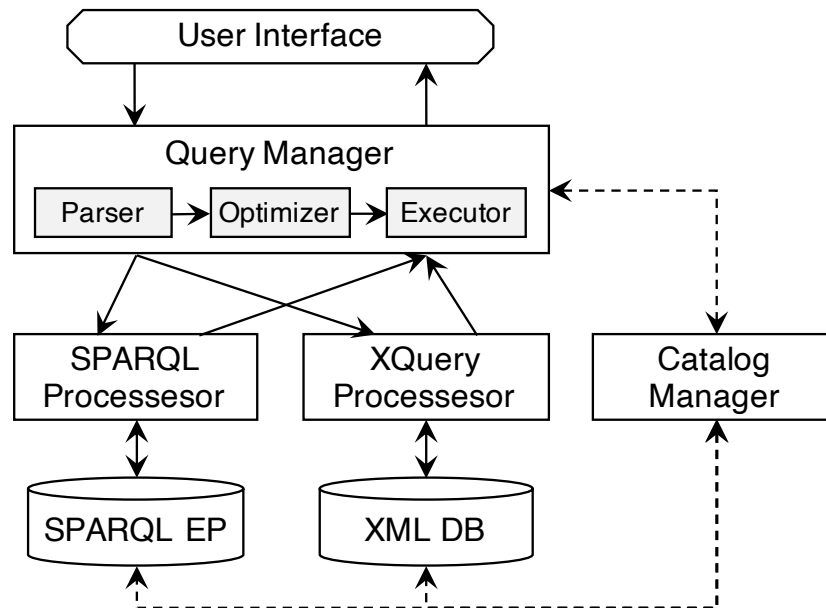 User Interface
Query Manager
Parser
Optimizer
Executor
SPARQL
Processesor
XQuery
Processesor
Catalog
Manager
SPARQL EP
XML DB